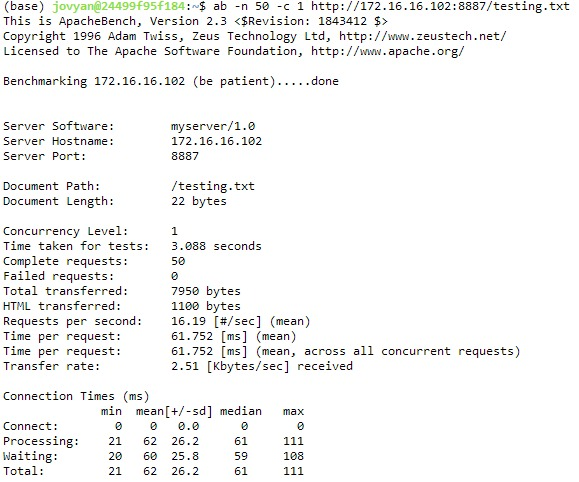 (base) jovyan@24499f95f184:~$ ab -n 50 -c 1 http://172.16.16.102:8887/testing.txt
This is ApacheBench, Version 2.3 <$Revision: 1843412 $>
Copyright 1996 Adam Twiss, Zeus Technology Ltd, http://www.zeustech.net/
Licensed to The Apache Software Foundation, http://www.apache.org/
Benchmarking 172.16.16.102 (be patient).....done
Server Software: myserver/1.0
Server Hostname: 172.16.16.102
Server Port: 8887
Document Path: /testing.txt
Document Length: 22 bytes
Concurrency Level: 1
Time taken for tests: 3.088 seconds
Complete requests: 50
Failed requests: 0
Total transferred: 7950 bytes
HTML transferred: 1100 bytes
Requests per second: 16.19 [#/sec] (mean)
Time per request: 61.752 [ms] (mean)
Time per request: 61.752 [ms] (mean, across all concurrent requests)
Transfer rate: 2.51 [Kbytes/sec] received
Connection Times (ms)
min mean[+/-sd] median max
Connect: 0 0 0.0 0 0
Processing: 21 62 26.2 61 111
Waiting: 20 60 25.8 59 108
Total: 21 62 26.2 61 111